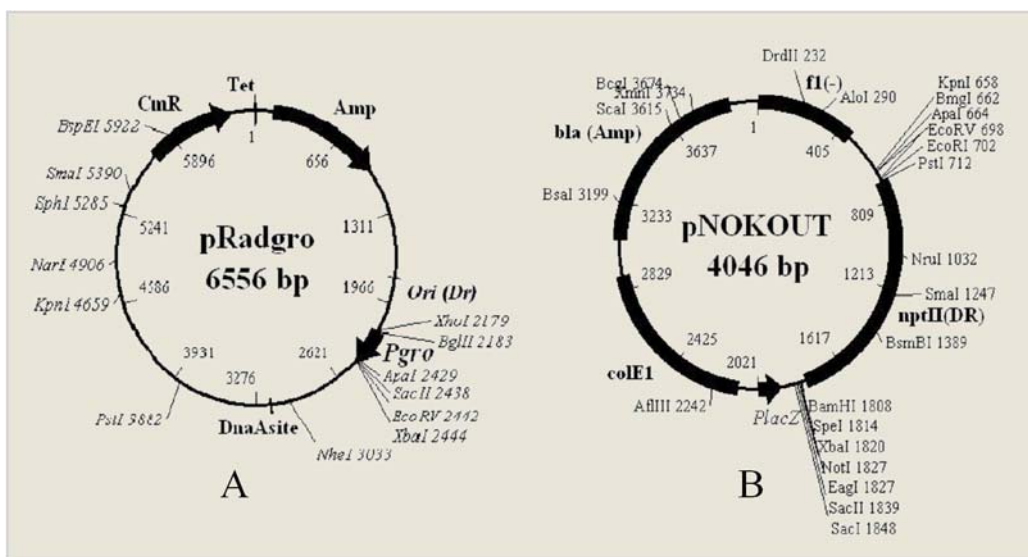 Tet
CmR
Amp
BspEI 5922
1
5896
656
SmaI 5390
SphI 5285
5241
1311
pRadgro
6556 bp
NarI 4906
4586
1966
KpnI 4659
Ori (Dr)
XhoI 2179
BglII 2183
Pgro
3931
2621
ApaI 2429
SacII 2438
3276
EcoRV 2442
PstI 3882
XbaI 2444
DnaAsite
NheI 3033
A
DrdII 232
f1(-)
BcgI 3674
XmnI 3734
ScaI 3615
AloI 290
KpnI 658
BmgI 662
ApaI 664
EcoRV 698
EcoRI 702
PstI 712
bla (Amp)
1
405
3637
BsaI 3199
3233
809
pNOKOUT
4046 bp
NruI 1032
2829
1213
SmaI 1247
nptII(DR)
BsmBI 1389
1617
2425
2021
colE1
AflIII 2242
PlacZ
BamHI 1808
SpeI 1814
XbaI 1820
NotI 1827
EagI 1827
SacII 1839
SacI 1848
B